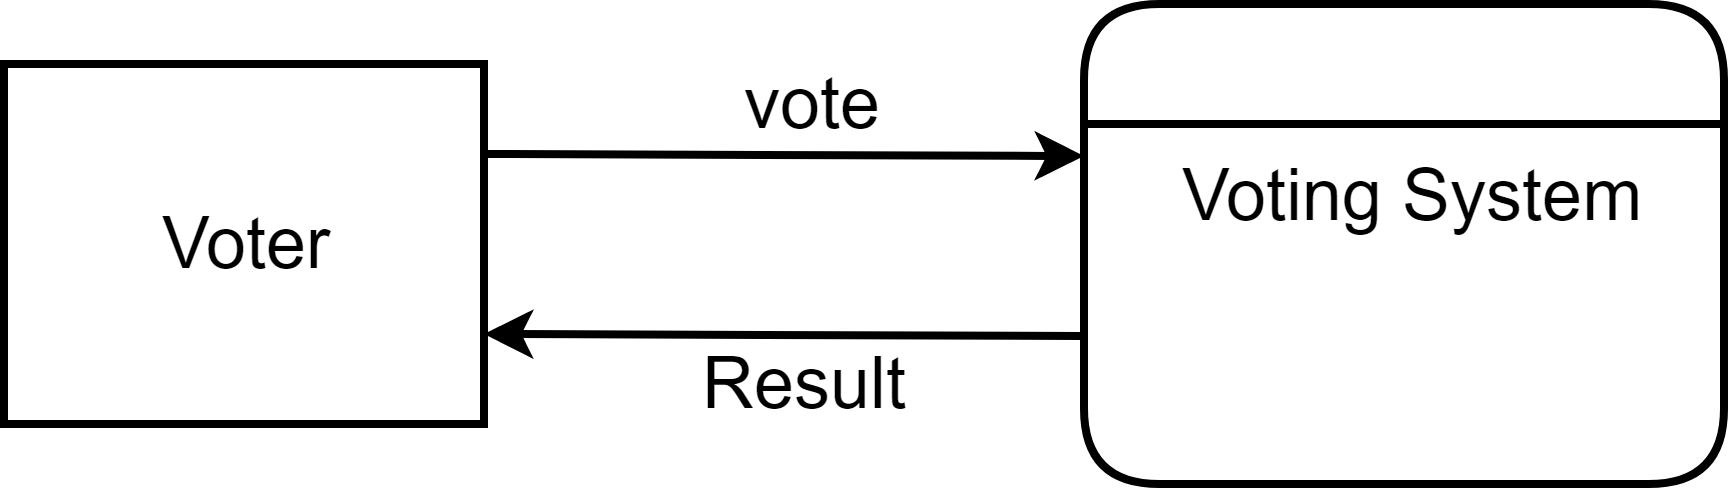 vote
Voting System
Voter
Result